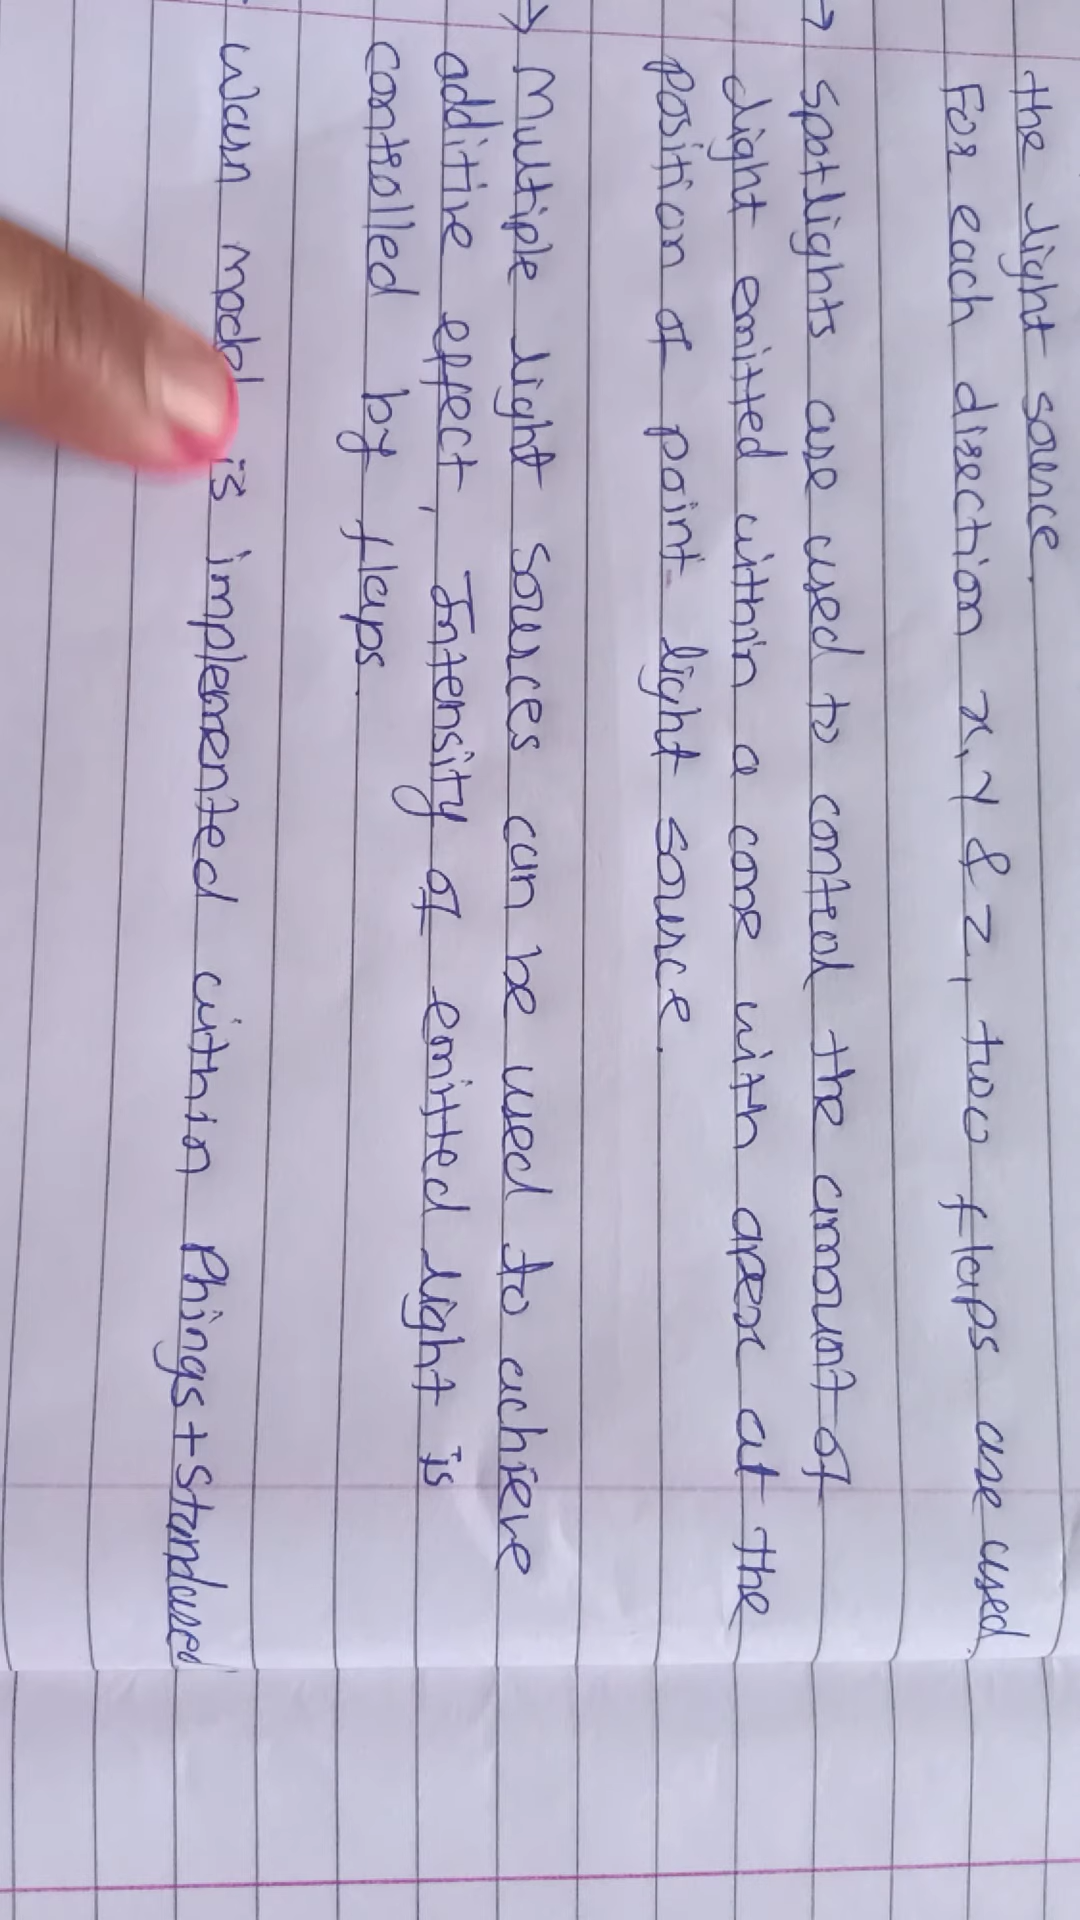 the light source.
For each direction x, y & z, two flaps are used.
→ spotlights are used to control the amount of
light emitted within a cone with apex at the
position of point light source.
→ Multiple light sources can be used to achieve
additive effect, Intensity of emitted light is
controlled by flaps.
warn model is implemented within Phings + Standard